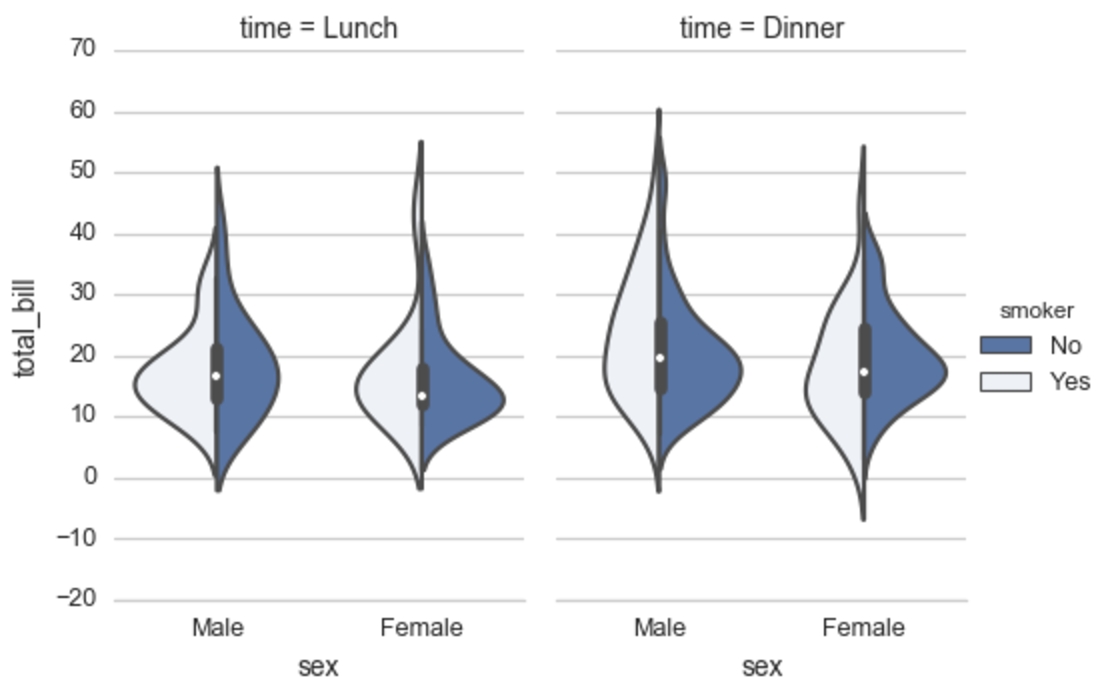 time = Lunch
time = Dinner
70
60
50
40
30
20
10
0
−10
−20
total_bill
Male
Female
Male
Female
sex
sex
smoker
No
Yes